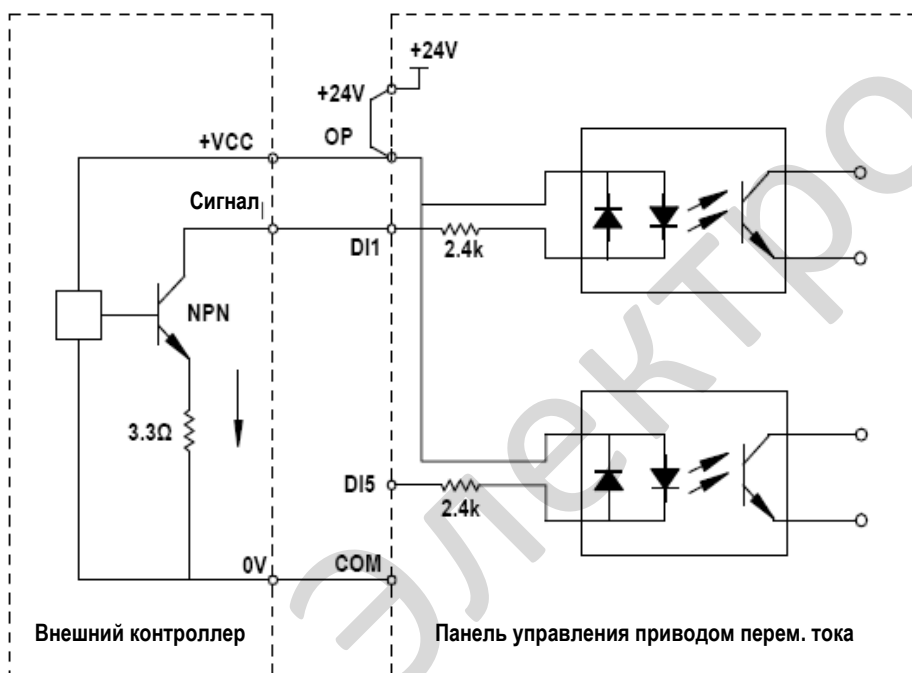 +24V
+24V
OP
+VCC
Сигнал
DI1
2.4k
NPN
3.3Ω
DI5
2.4k
0V
COM
Внешний контроллер
Панель управления приводом перем. тока
Электро